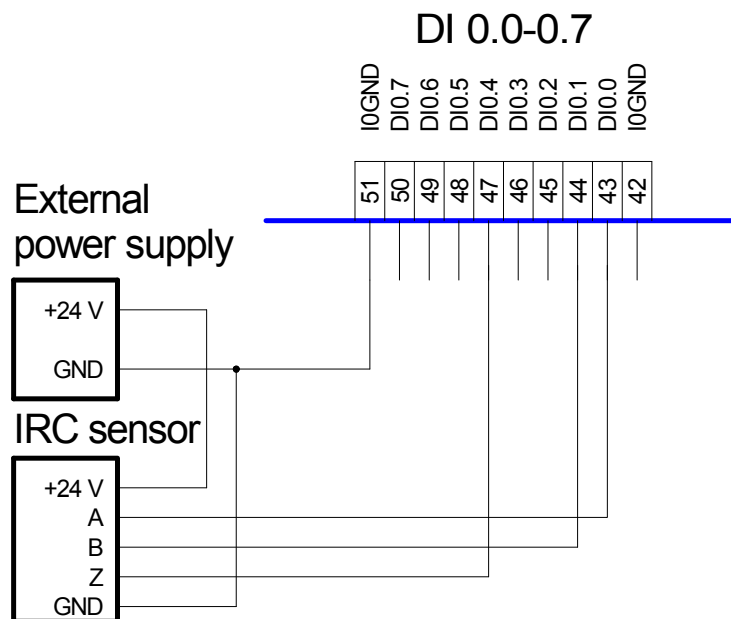 DI 0.0-0.7
I0GND
DI0.7
DI0.6
DI0.5
DI0.4
DI0.3
DI0.2
DI0.1
DI0.0
I0GND
51
50
49
48
47
46
45
44
43
42
External
power supply
+24 V
GND
IRC sensor
+24 V
A
B
Z
GND